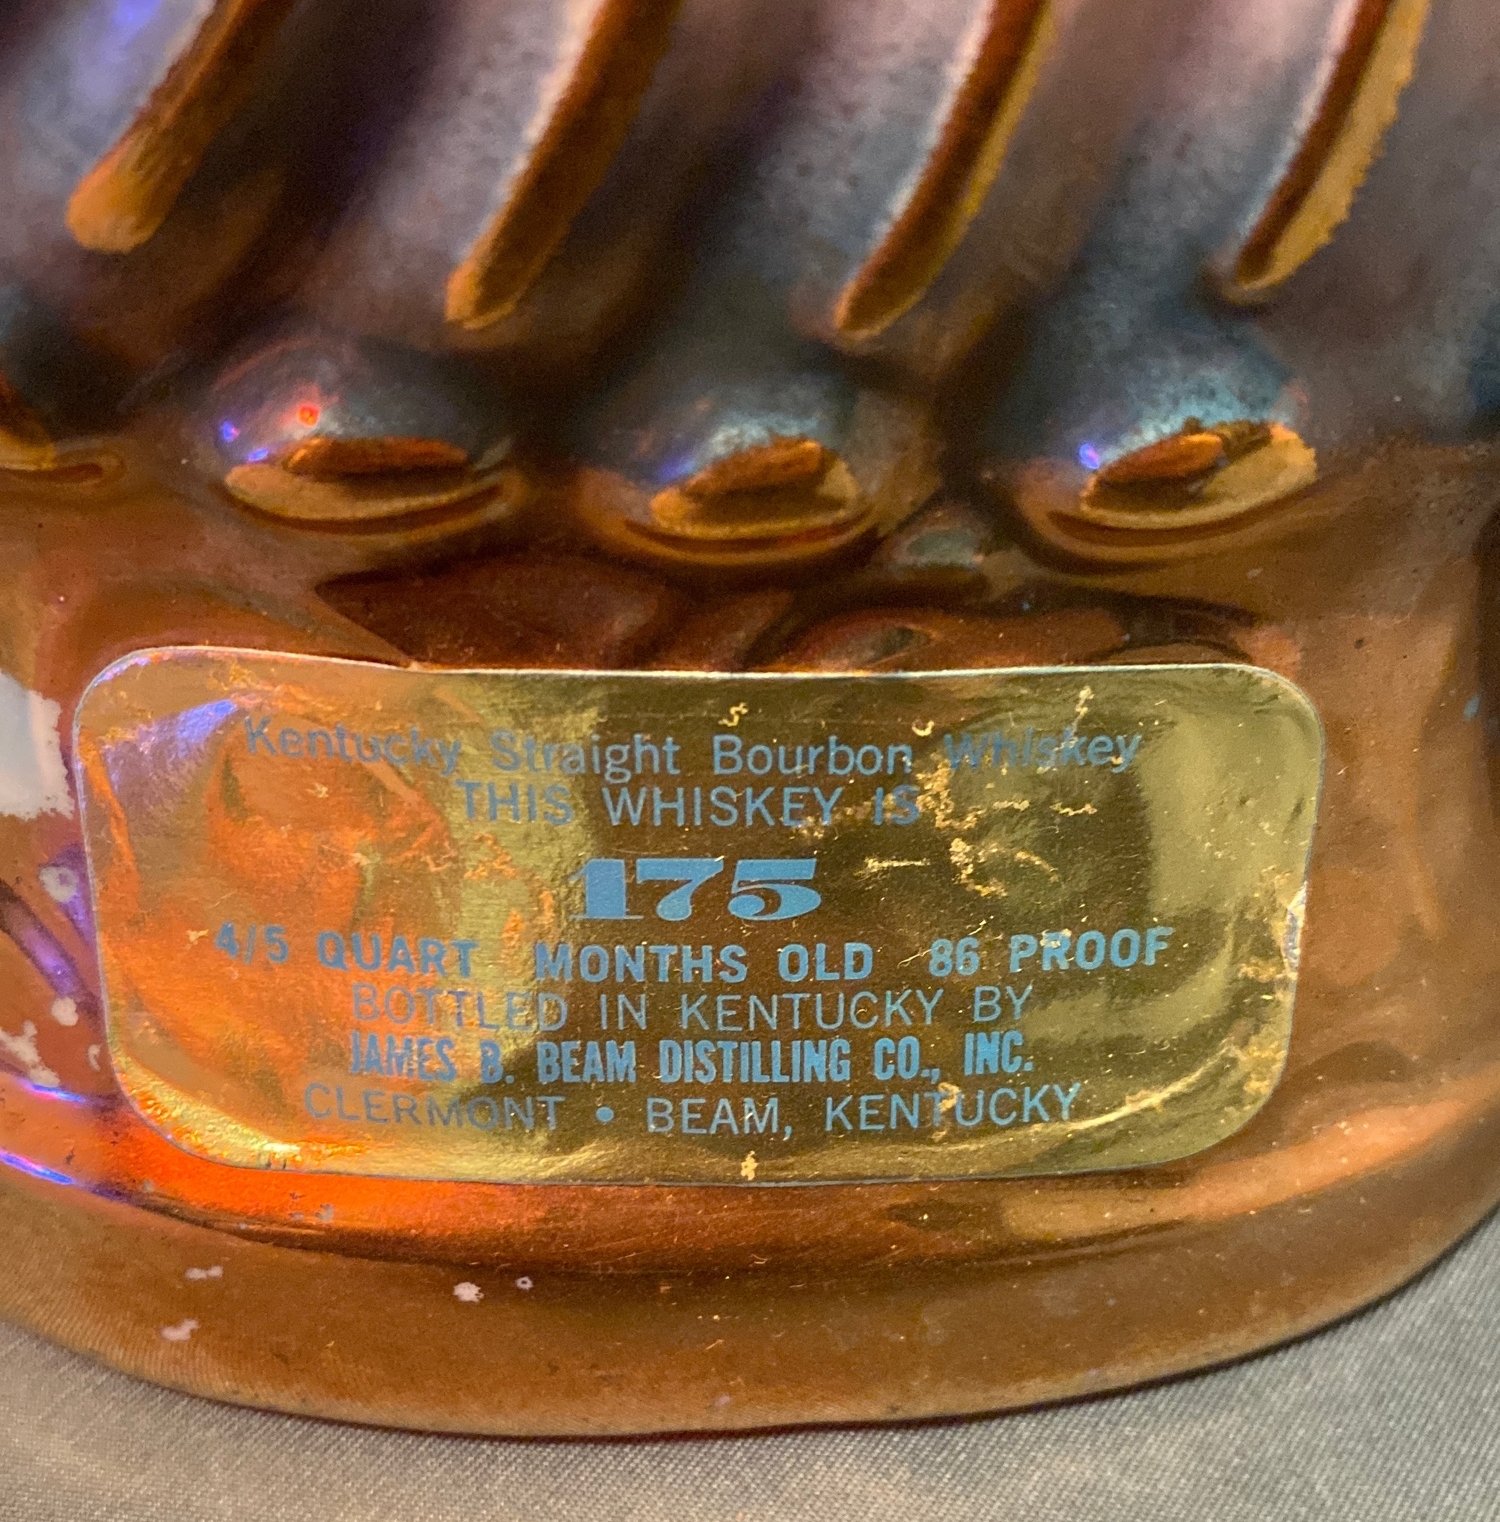 Kentucky Straight Bourbon Whiskey
THIS WHISKEY IS
175
4/5 QUART MONTHS OLD 86 PROOF
BOTTLED IN KENTUCKY BY
JAMES B. BEAM DISTILLING CO., INC.
CLERMONT • BEAM, KENTUCKY